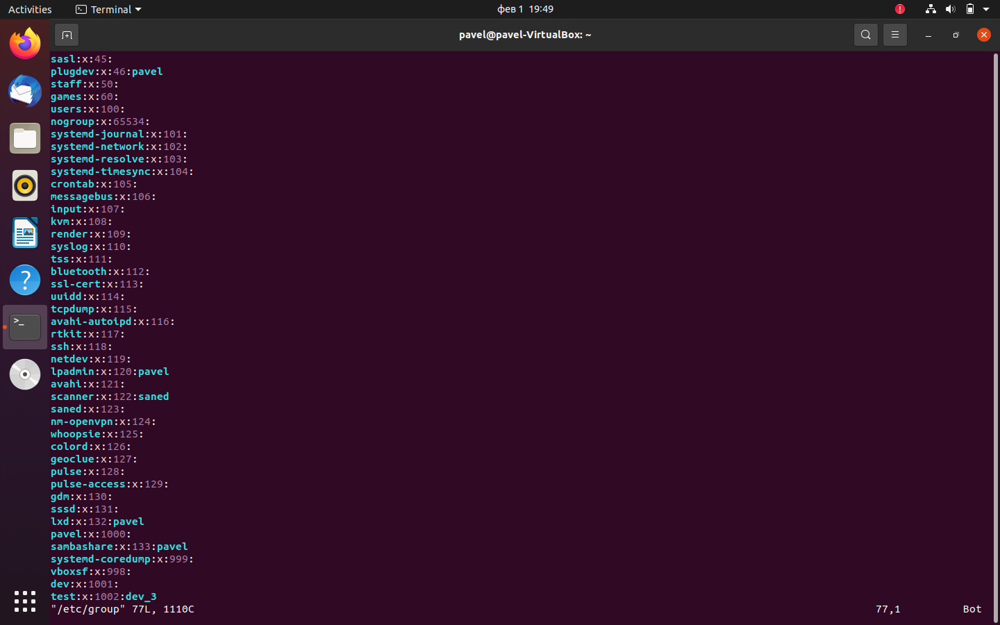 Activities Terminal фев 1 19:49
pavel@pavel-VirtualBox: ~
sasl:x:45:
plugdev:x:46:pavel
staff:x:50:
games:x:60:
users:x:100:
nogroup:x:65534:
systemd-journal:x:101:
systemd-network:x:102:
systemd-resolve:x:103:
systemd-timesync:x:104:
crontab:x:105:
messagebus:x:106:
input:x:107:
kvm:x:108:
render:x:109:
syslog:x:110:
tss:x:111:
bluetooth:x:112:
ssl-cert:x:113:
uuidd:x:114:
tcpdump:x:115:
avahi-autoipd:x:116:
rtkit:x:117:
ssh:x:118:
netdev:x:119:
lpadmin:x:120:pavel
avahi:x:121:
scanner:x:122:saned
saned:x:123:
nm-openvpn:x:124:
whoopsie:x:125:
colord:x:126:
geoclue:x:127:
pulse:x:128:
pulse-access:x:129:
gdm:x:130:
sssd:x:131:
lxd:x:132:pavel
pavel:x:1000:
sambashare:x:133:pavel
systemd-coredump:x:999:
vboxsf:x:998:
dev:x:1001:
test:x:1002:dev_3
"/etc/group" 77L, 1110C 77,1 Bot